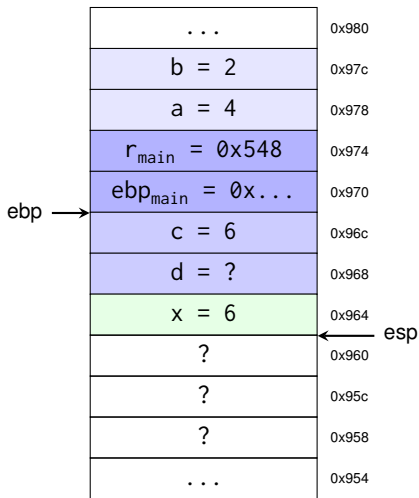 ... 0x980
b = 2 0x97c
a = 4 0x978
r_main = 0x548 0x974
ebp_main = 0x... 0x970
ebp
c = 6 0x96c
d = ? 0x968
x = 6 0x964
esp
? 0x960
? 0x95c
? 0x958
... 0x954